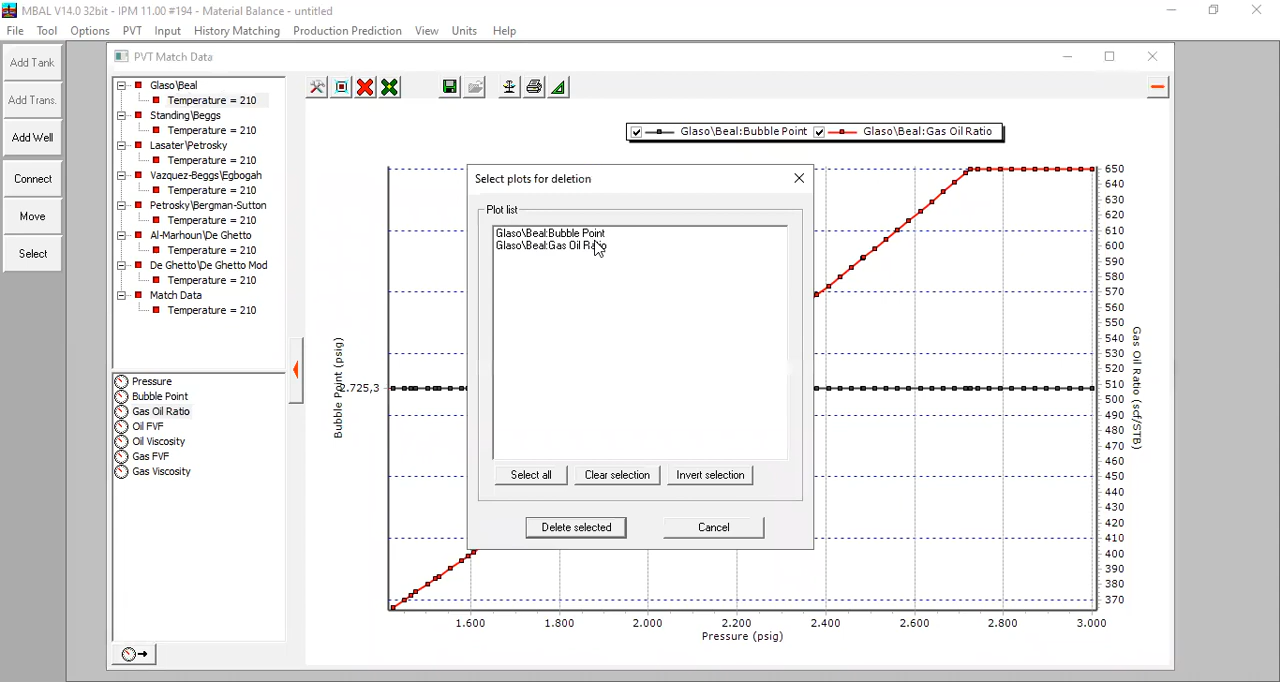 MBAL V14.0 32bit - IPM 11.00 #194 - Material Balance - untitled
File Tool Options PVT Input History Matching Production Prediction View Units Help
Add Tank
Add Trans.
Add Well
Connect
Move
Select
PVT Match Data
Glaso\Beal
Temperature = 210
Standing\Beggs
Temperature = 210
Lasater\Petrosky
Temperature = 210
Vazquez-Beggs\Egbogah
Temperature = 210
Petrosky\Bergman-Sutton
Temperature = 210
Al-Marhoun\De Ghetto
Temperature = 210
De Ghetto\De Ghetto Mod
Temperature = 210
Match Data
Temperature = 210
Pressure
Bubble Point
Gas Oil Ratio
Oil FVF
Oil Viscosity
Gas FVF
Gas Viscosity
Glaso\Beal:Bubble Point Glaso\Beal:Gas Oil Ratio
Select plots for deletion
Plot list
Glaso\Beal:Bubble Point
Glaso\Beal:Gas Oil Ratio
Select all Clear selection Invert selection
Delete selected Cancel
Bubble Point (psig)
2.725,3
650
640
630
620
610
600
590
580
570
560
550
540
530
520
510
500
490
480
470
460
450
440
430
420
410
400
390
380
370
Gas Oil Ratio (scf/STB)
1.600 1.800 2.000 2.200 2.400 2.600 2.800 3.000
Pressure (psig)